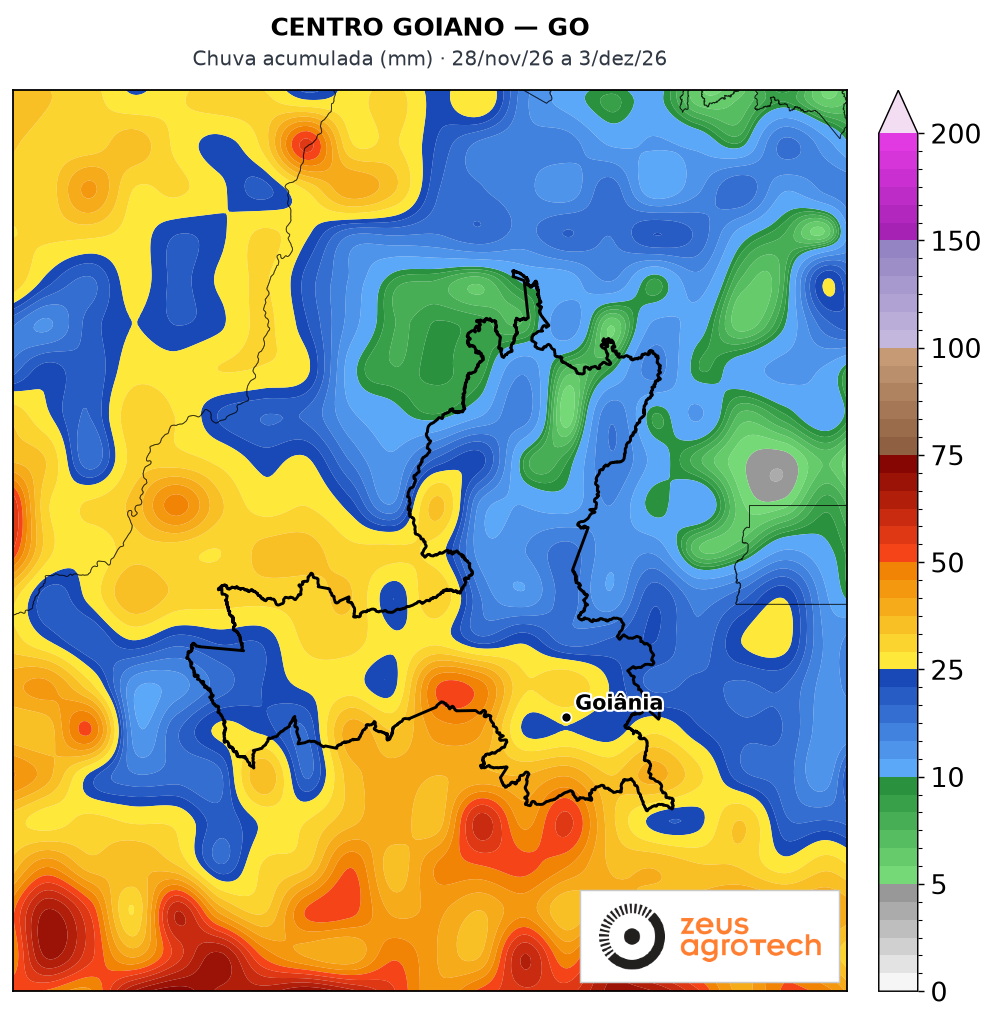 CENTRO GOIANO — GO
Chuva acumulada (mm) · 28/nov/26 a 3/dez/26
200
150
100
75
50
25
10
5
0
Goiânia
zeus
agrotech